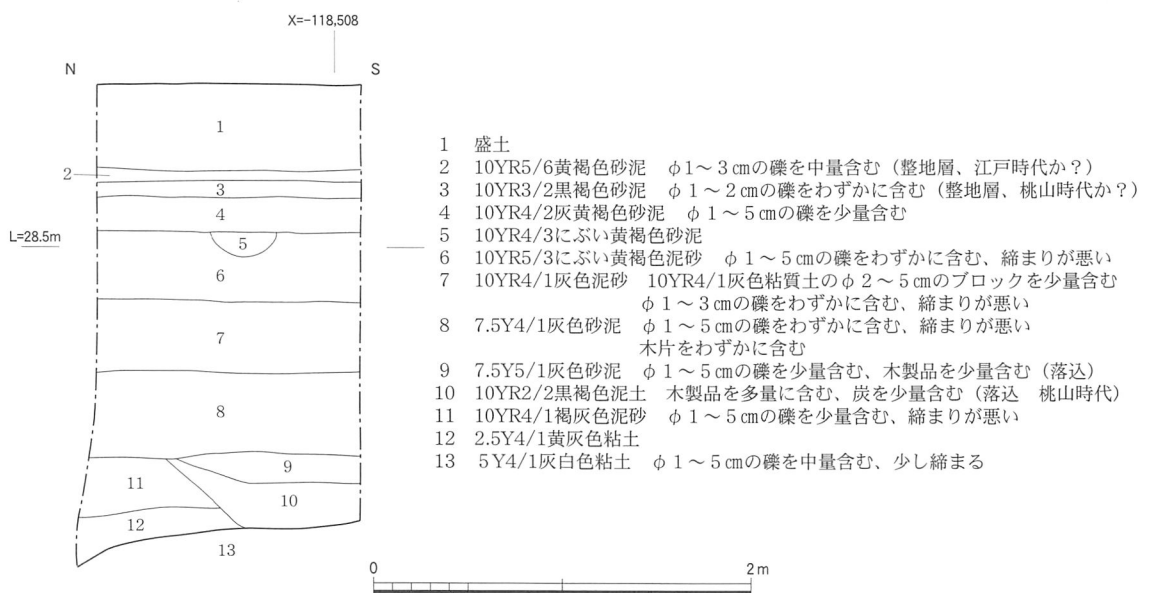 X=-118,508
N
S
L=28.5m
1
2
3
4
5
6
7
8
9
10
11
12
13
1 盛土
2 10YR5/6黄褐色砂泥 φ1～3㎝の礫を中量含む（整地層、江戸時代か？）
3 10YR3/2黒褐色砂泥 φ１～２㎝の礫をわずかに含む（整地層、桃山時代か？）
4 10YR4/2灰黄褐色砂泥 φ１～５㎝の礫を少量含む
5 10YR4/3にぶい黄褐色砂泥
6 10YR5/3にぶい黄褐色泥砂 φ１～５㎝の礫をわずかに含む、締まりが悪い
7 10YR4/1灰色泥砂 10YR4/1灰色粘質土のφ２～５㎝のブロックを少量含む
φ１～３㎝の礫をわずかに含む、締まりが悪い
8 7.5Y4/1灰色砂泥 φ１～５㎝の礫をわずかに含む、締まりが悪い
木片をわずかに含む
9 7.5Y5/1灰色砂泥 φ１～５㎝の礫を少量含む、木製品を少量含む（落込）
10 10YR2/2黒褐色泥土 木製品を多量に含む、炭を少量含む（落込 桃山時代）
11 10YR4/1褐灰色泥砂 φ１～５㎝の礫を少量含む、締まりが悪い
12 2.5Y4/1黄灰色粘土
13 ５Y4/1灰白色粘土 φ１～５㎝の礫を中量含む、少し締まる
0 2m